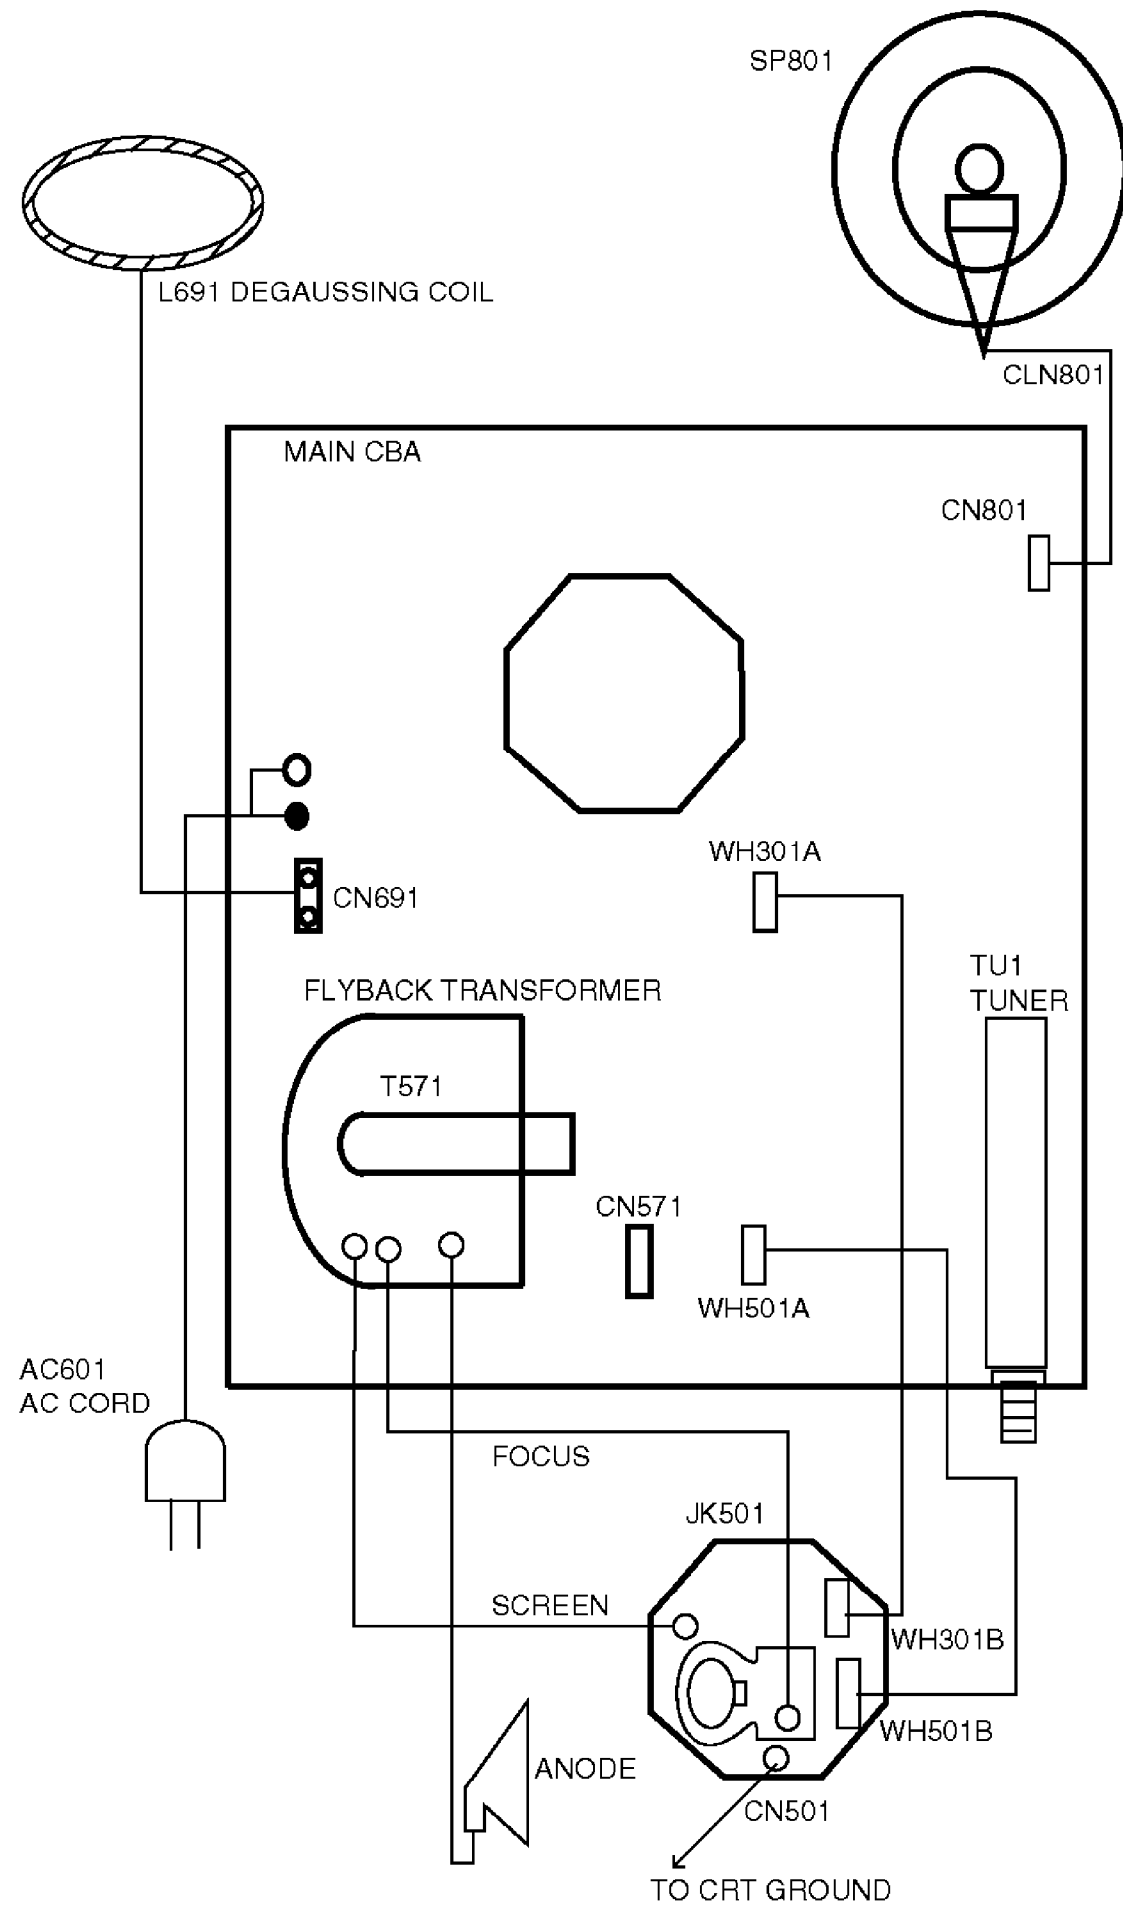 SP801
L691 DEGAUSSING COIL
CLN801
MAIN CBA
CN801
WH301A
CN691
TU1
TUNER
FLYBACK TRANSFORMER
T571
CN571
WH501A
AC601
AC CORD
FOCUS
JK501
SCREEN
WH301B
WH501B
ANODE
CN501
TO CRT GROUND